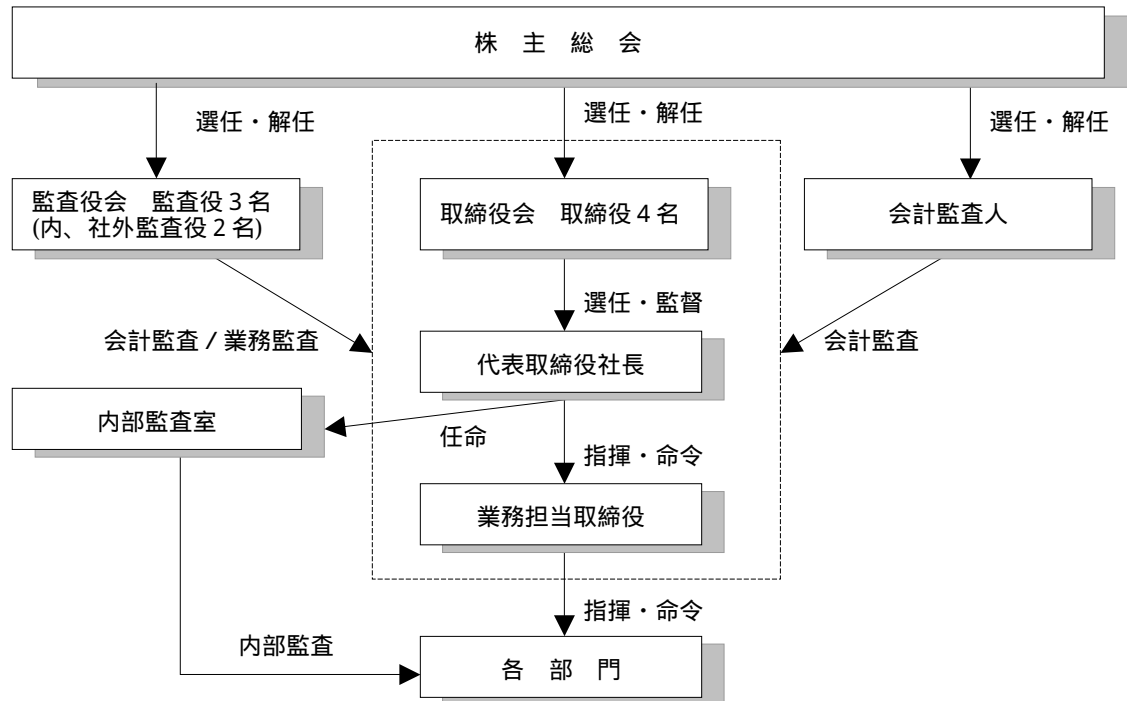 株　主　総　会
選任・解任
選任・解任
選任・解任
監査役会　監査役３名
(内、社外監査役２名)
取締役会　取締役４名
会計監査人
選任・監督
会計監査 / 業務監査
代表取締役社長
会計監査
内部監査室
任命
指揮・命令
業務担当取締役
指揮・命令
内部監査
各　部　門